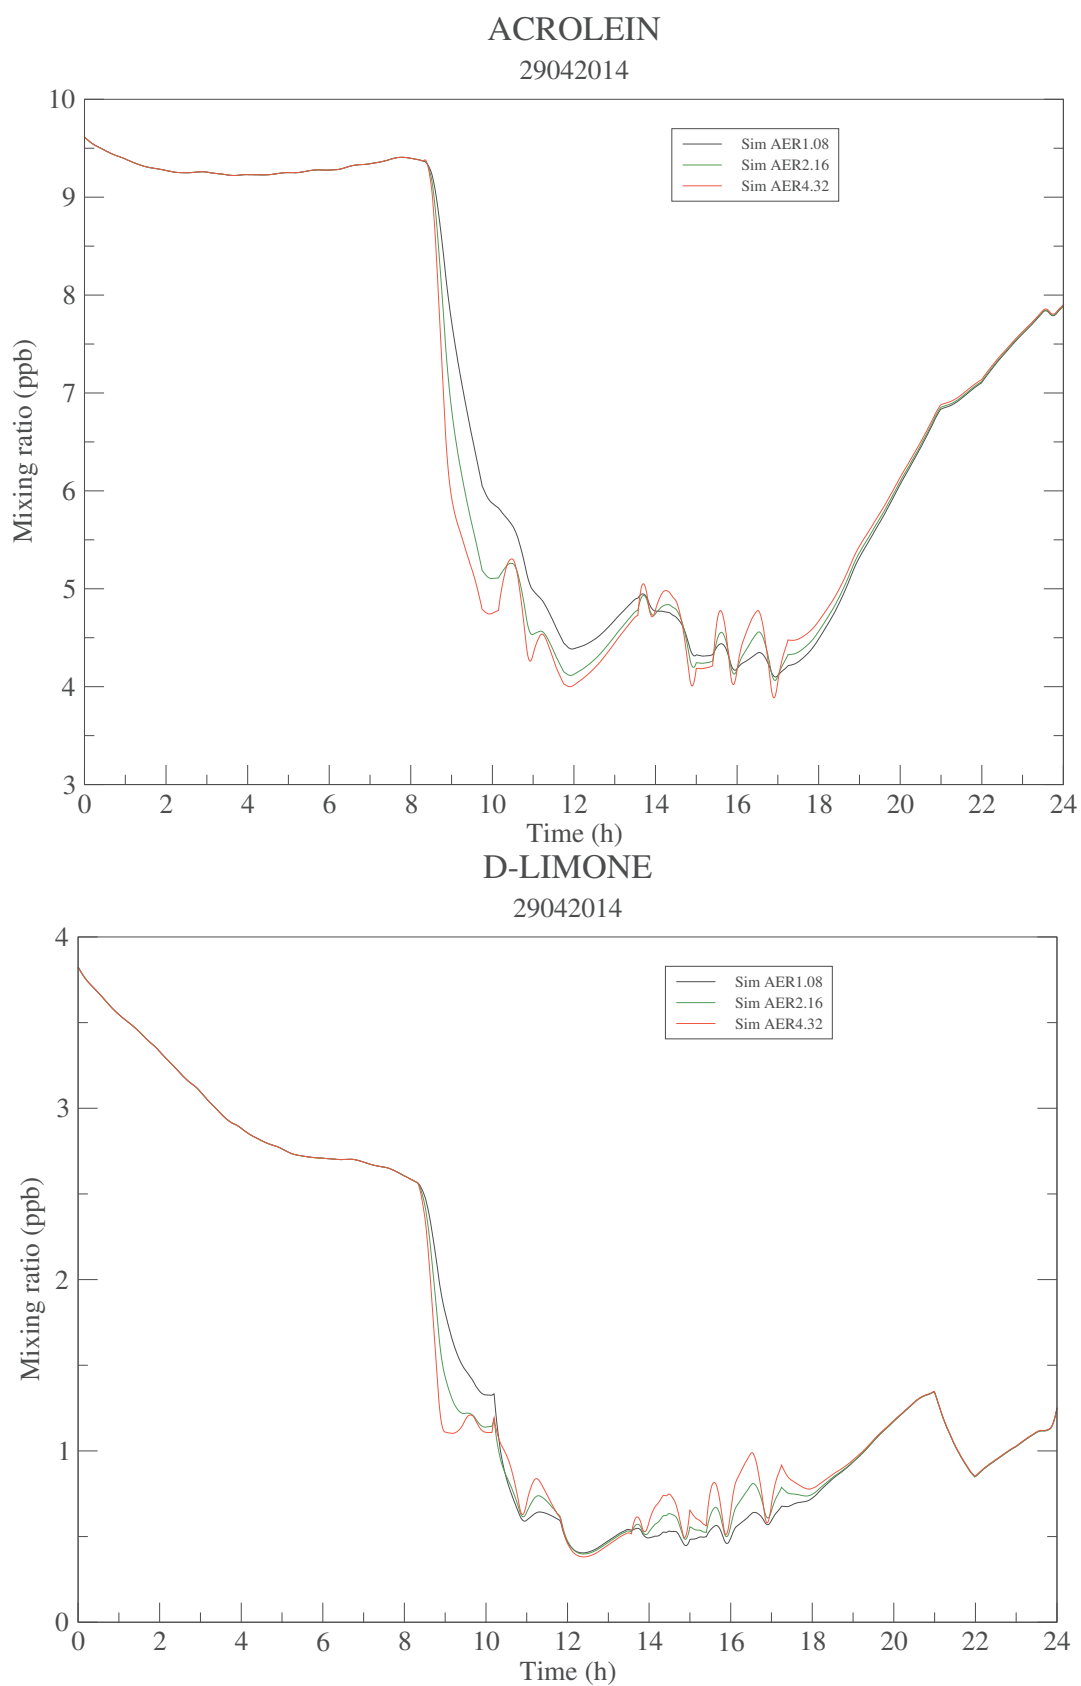 ACROLEIN
29042014
10
9
8
7
6
5
4
3
Mixing ratio (ppb)
Sim AER1.08
Sim AER2.16
Sim AER4.32
0 2 4 6 8 10 12 14 16 18 20 22 24
Time (h)
D-LIMONE
29042014
4
3
2
1
0
Mixing ratio (ppb)
Sim AER1.08
Sim AER2.16
Sim AER4.32
0 2 4 6 8 10 12 14 16 18 20 22 24
Time (h)